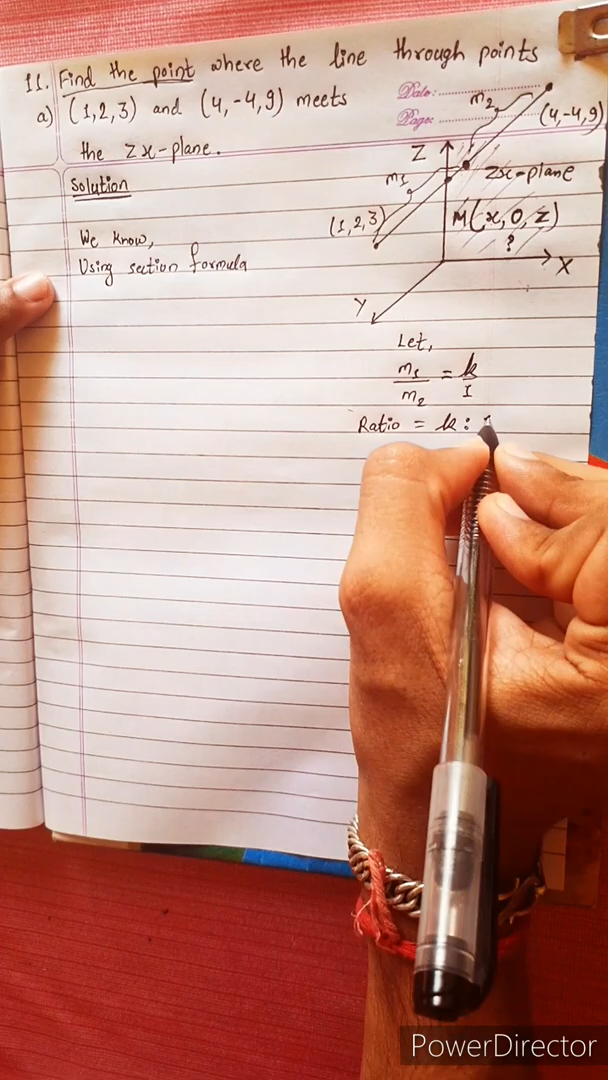 11. Find the point where the line through points
a) (1,2,3) and (4,-4,9) meets
the zx-plane.
Solution
We know,
Using section formula
Date:
Page:
m2
(4,-4,9)
Z
zx-plane
m1
(1,2,3)
M(x, 0, z)
?
X
Y
Let,
m1/m2 = k/1
Ratio = k:
PowerDirector